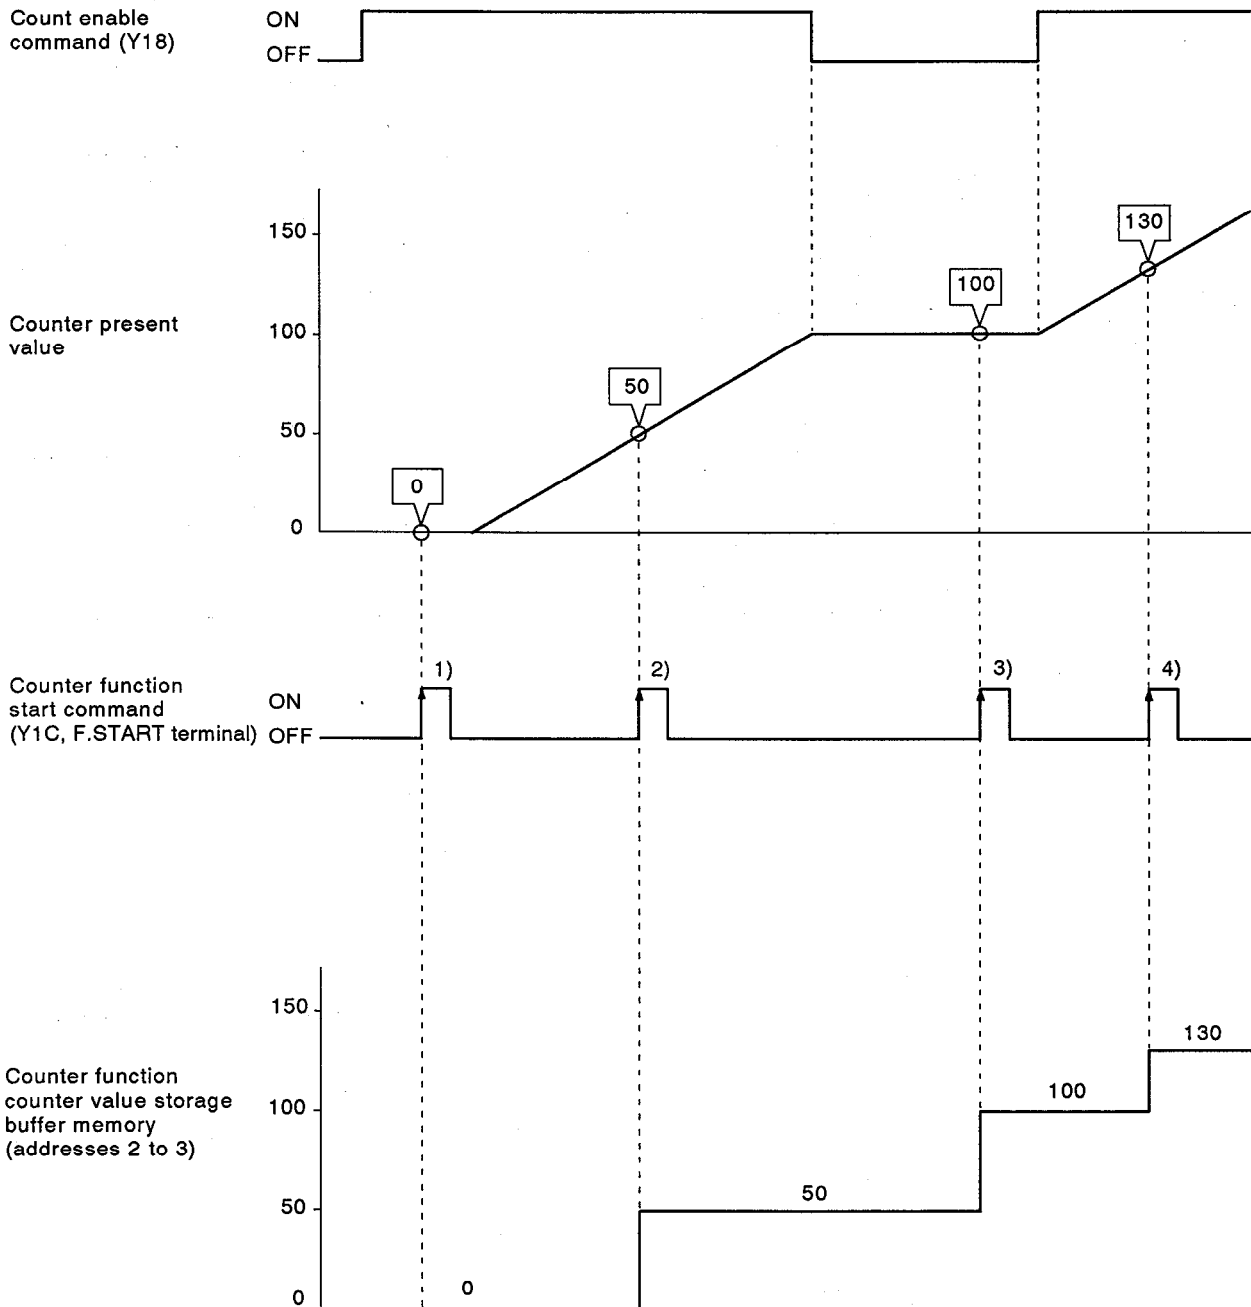 Count enable
command (Y18)
ON
OFF
150
100
50
0
Counter present
value
0
50
100
130
1)
2)
3)
4)
Counter function
start command
(Y1C, F.START terminal)
ON
OFF
150
100
50
0
Counter function
counter value storage
buffer memory
(addresses 2 to 3)
0
50
100
130